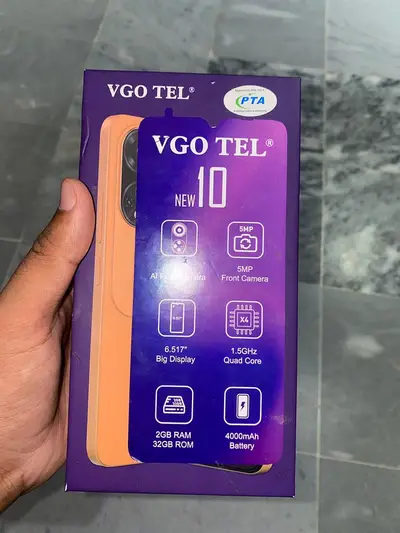 VGO TEL®
PTA
VGO TEL®
NEW 10
5MP
5MP
Front Camera
6.517"
Big Display
X4
1.5GHz
Quad Core
2GB RAM
32GB ROM
4000mAh
Battery